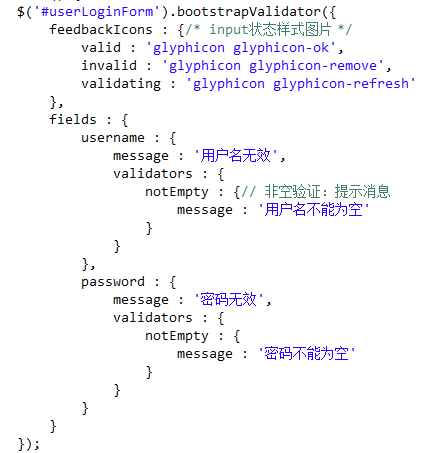 $('#userLoginForm').bootstrapValidator({
    feedbackIcons : {/* input状态样式图片 */
        valid : 'glyphicon glyphicon-ok',
        invalid : 'glyphicon glyphicon-remove',
        validating : 'glyphicon glyphicon-refresh'
    },
    fields : {
        username : {
            message : '用户名无效',
            validators : {
                notEmpty : {// 非空验证：提示消息
                    message : '用户名不能为空'
                }
            }
        },
        password : {
            message : '密码无效',
            validators : {
                notEmpty : {
                    message : '密码不能为空'
                }
            }
        }
    }
});